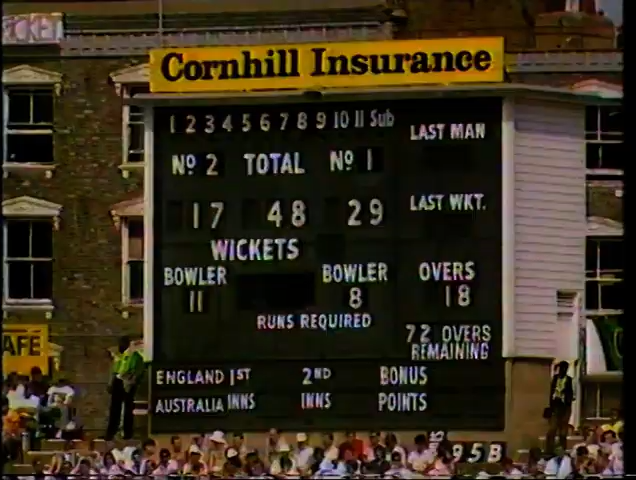 CRICKET
Cornhill Insurance
1 2 3 4 5 6 7 8 9 10 11 Sub
LAST MAN
Nº 2 TOTAL Nº 1
17 48 29
LAST WKT.
WICKETS
BOWLER BOWLER OVERS
11 8 18
RUNS REQUIRED
72 OVERS
REMAINING
ENGLAND 1ST 2ND BONUS
AUSTRALIA INNS INNS POINTS
AFE
95B